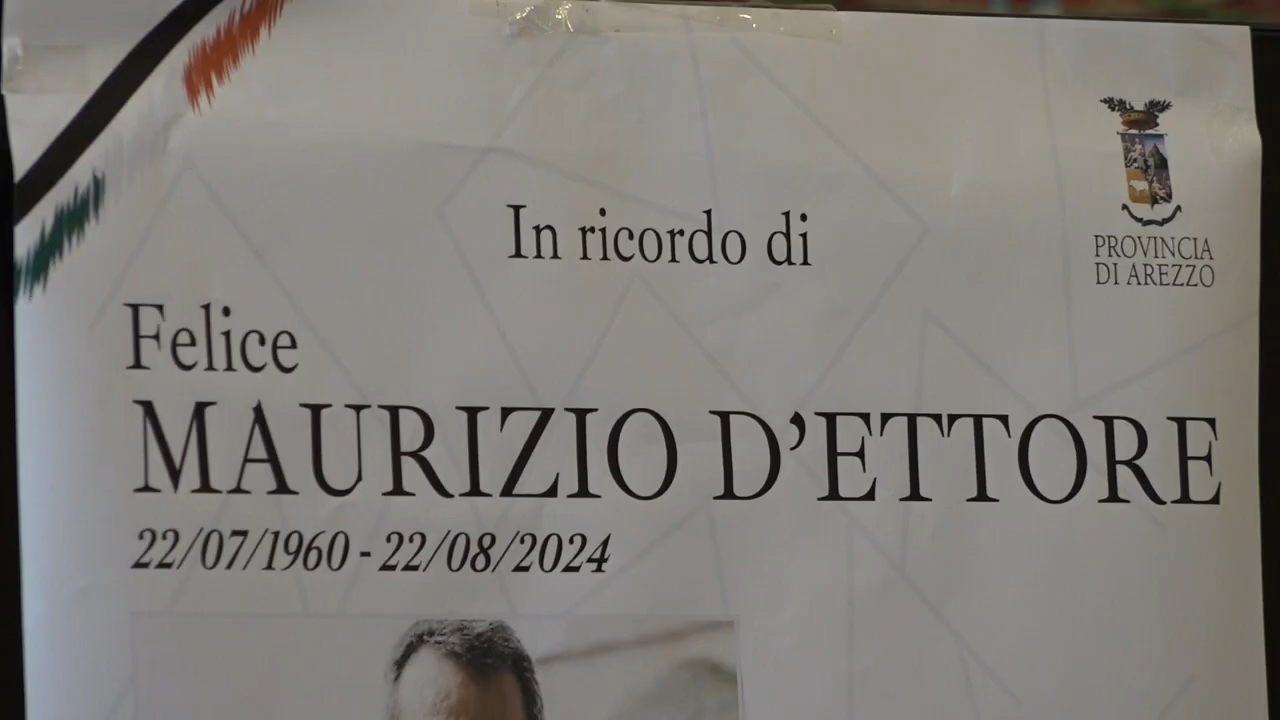 In ricordo di
PROVINCIA
DI AREZZO
Felice
MAURIZIO D'ETTORE
22/07/1960 - 22/08/2024